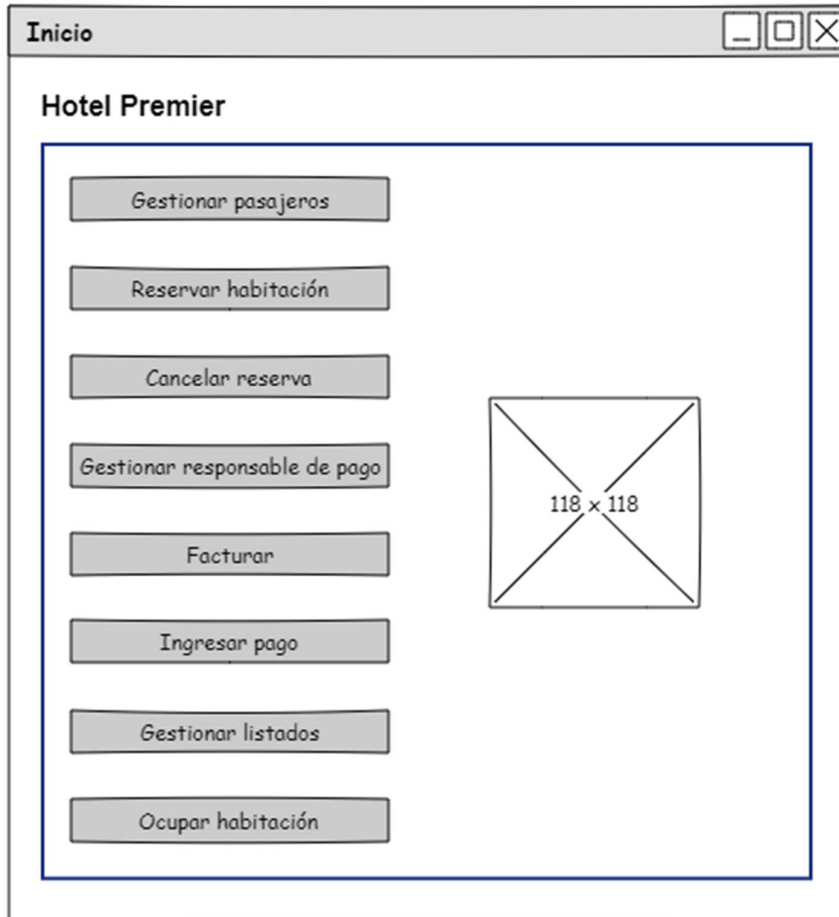 Inicio
Hotel Premier
Gestionar pasajeros
Reservar habitación
Cancelar reserva
Gestionar responsable de pago
Facturar
Ingresar pago
Gestionar listados
Ocupar habitación
118 x 118